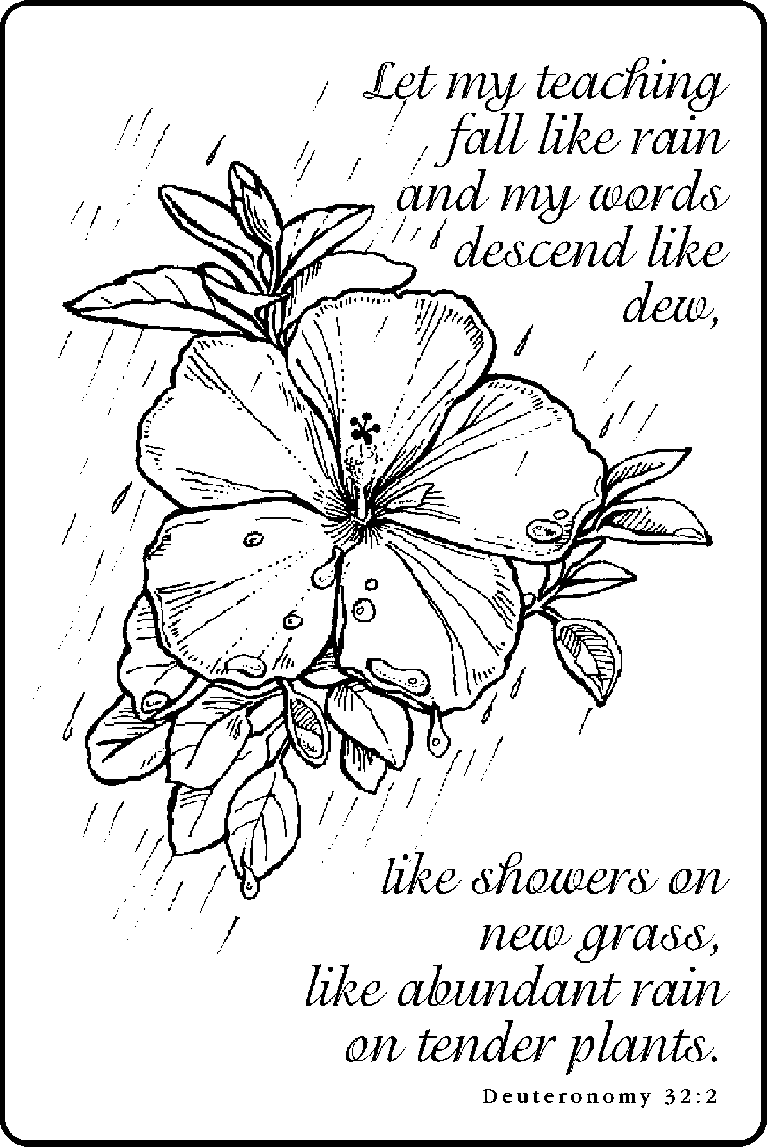 Let my teaching
fall like rain
and my words
descend like
dew,
like showers on
new grass,
like abundant rain
on tender plants.
Deuteronomy 32:2